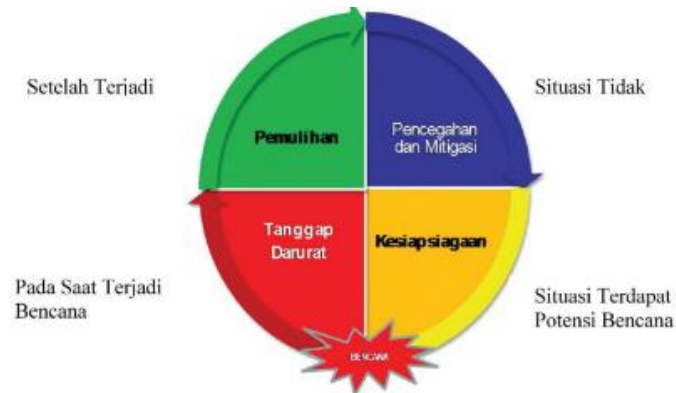 Setelah Terjadi
Situasi Tidak
Pemulihan
Pencegahan
dan Mitigasi
Tanggap
Darurat
Kesiapsiagaan
Pada Saat Terjadi
Bencana
Situasi Terdapat
Potensi Bencana
BENCANA